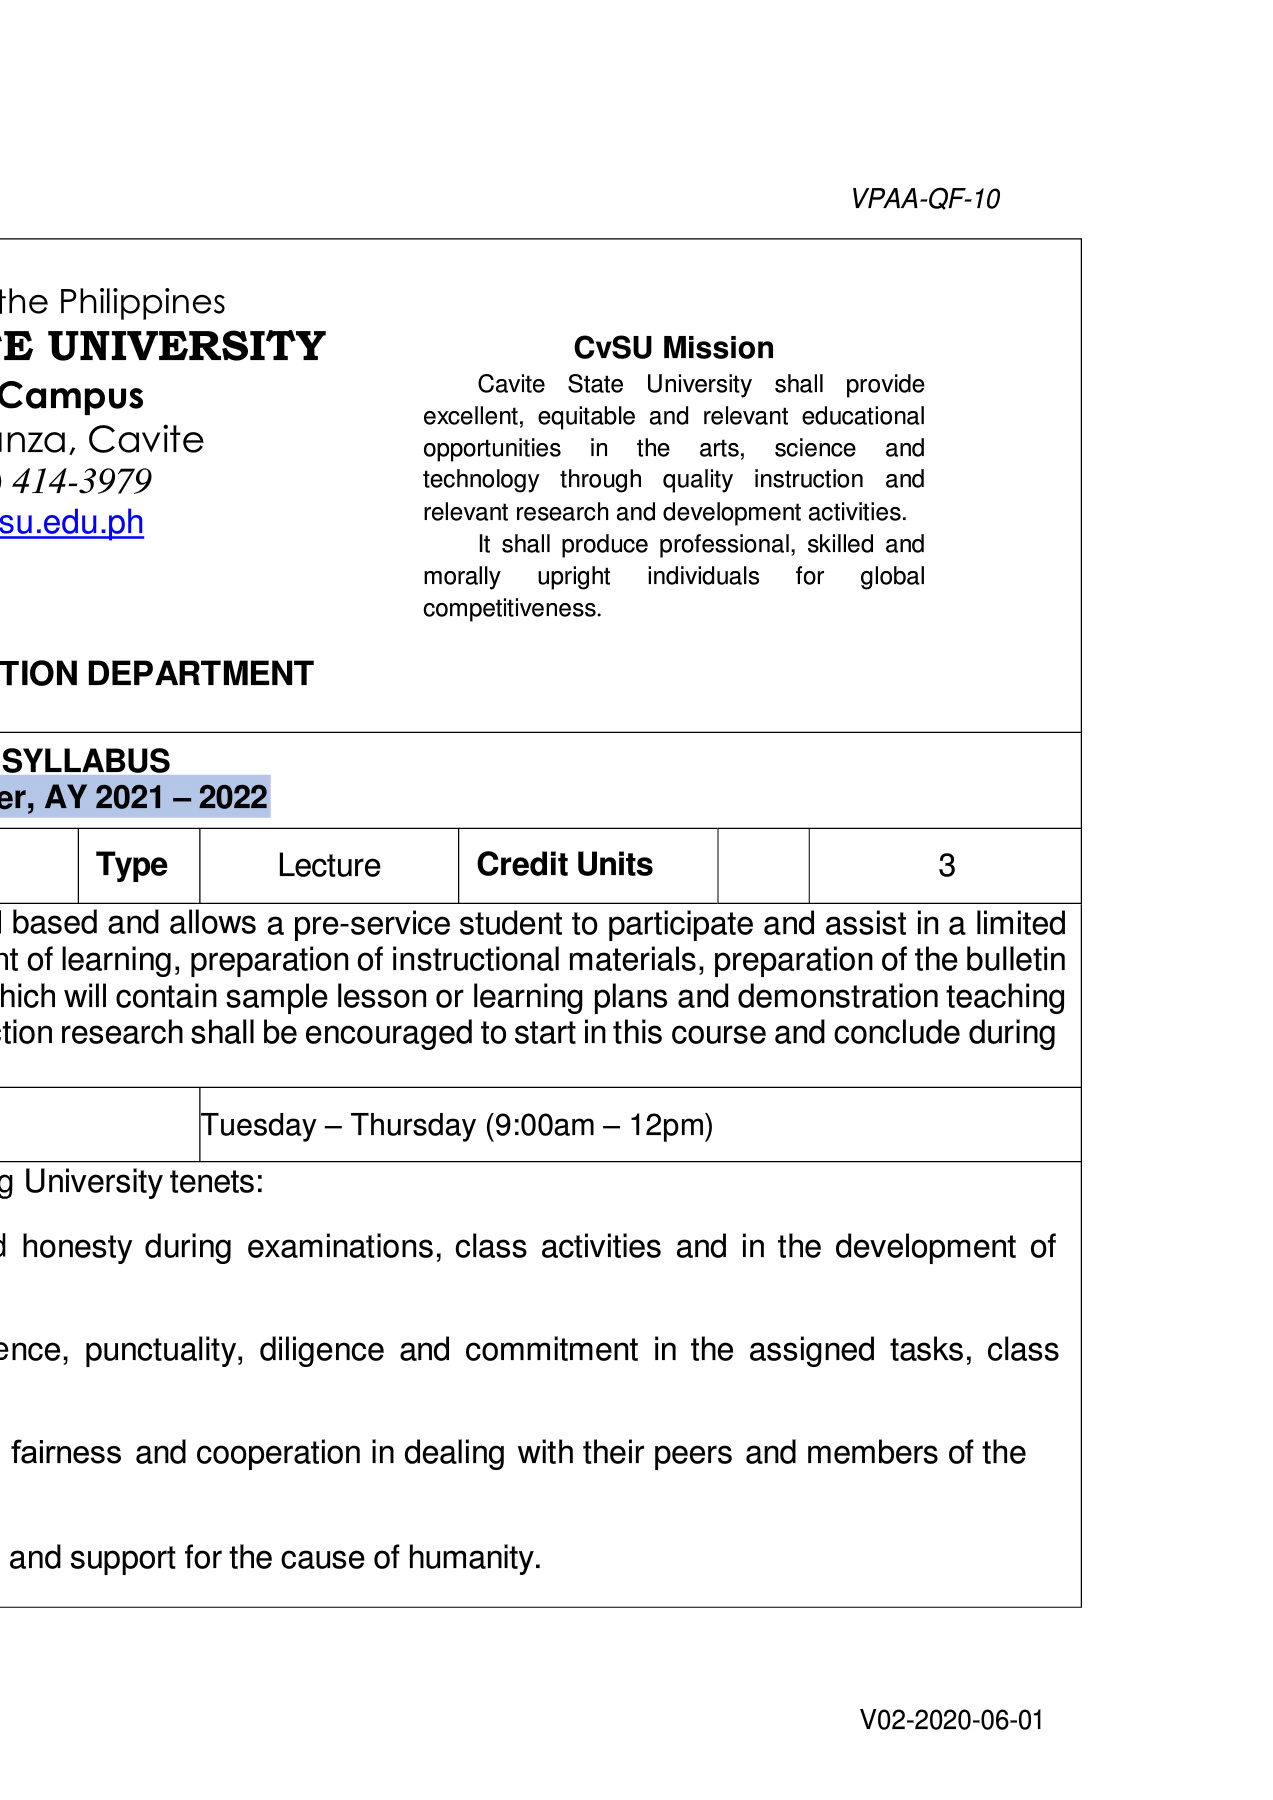 VPAA-QF-10
the Philippines
E UNIVERSITY
Campus
anza, Cavite
) 414-3979
su.edu.ph
TION DEPARTMENT
CvSU Mission
Cavite State University shall provide
excellent, equitable and relevant educational
opportunities in the arts, science and
technology through quality instruction and
relevant research and development activities.
It shall produce professional, skilled and
morally upright individuals for global
competitiveness.
SYLLABUS
er, AY 2021 – 2022
Type Lecture Credit Units 3
based and allows a pre-service student to participate and assist in a limited
nt of learning, preparation of instructional materials, preparation of the bulletin
hich will contain sample lesson or learning plans and demonstration teaching
ction research shall be encouraged to start in this course and conclude during
Tuesday – Thursday (9:00am – 12pm)
g University tenets:
d honesty during examinations, class activities and in the development of
ence, punctuality, diligence and commitment in the assigned tasks, class
fairness and cooperation in dealing with their peers and members of the
and support for the cause of humanity.
V02-2020-06-01